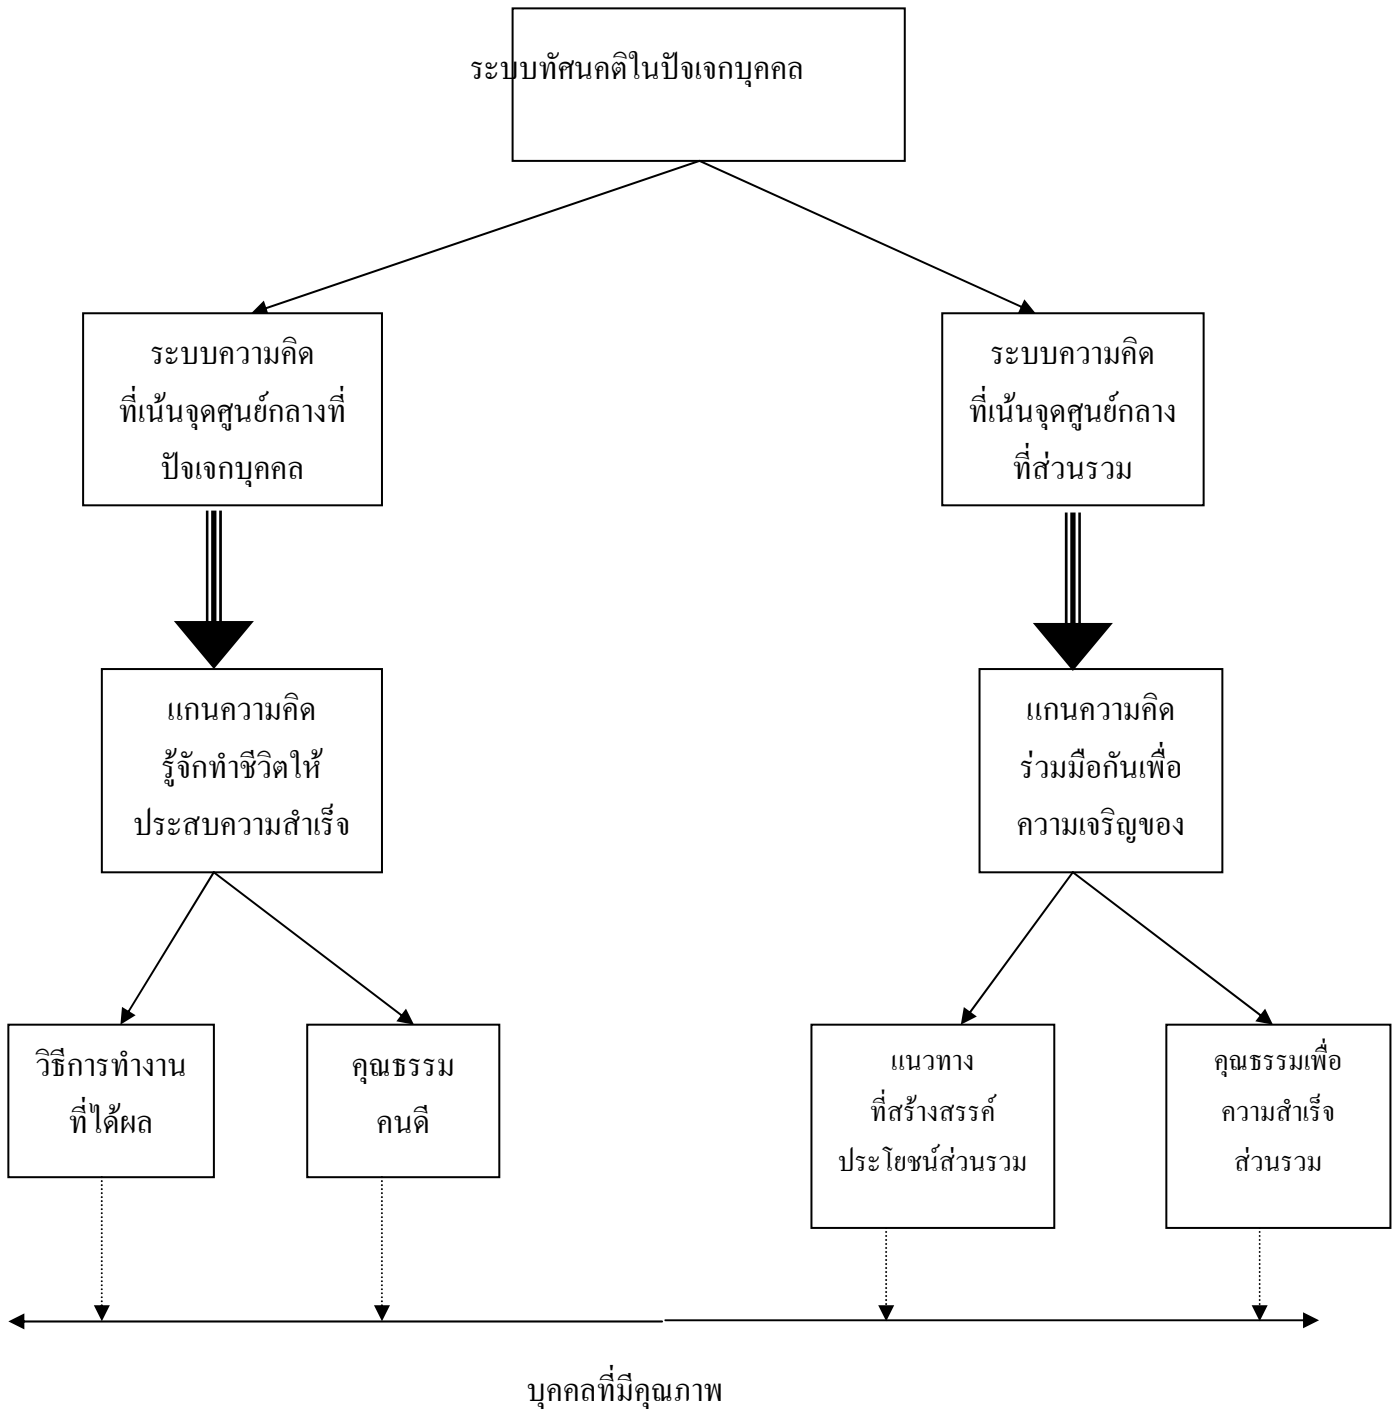 ระบบทัศนคติในปัจเจกบุคคล
ระบบความคิด
ที่เน้นจุดศูนย์กลางที่
ปัจเจกบุคคล
ระบบความคิด
ที่เน้นจุดศูนย์กลาง
ที่ส่วนรวม
แกนความคิด
รู้จักทำชีวิตให้
ประสบความสำเร็จ
แกนความคิด
ร่วมมือกันเพื่อ
ความเจริญของ
วิธีการทำงาน
ที่ได้ผล
คุณธรรม
คนดี
แนวทาง
ที่สร้างสรรค์
ประโยชน์ส่วนรวม
คุณธรรมเพื่อ
ความสำเร็จ
ส่วนรวม
บุคคลที่มีคุณภาพ